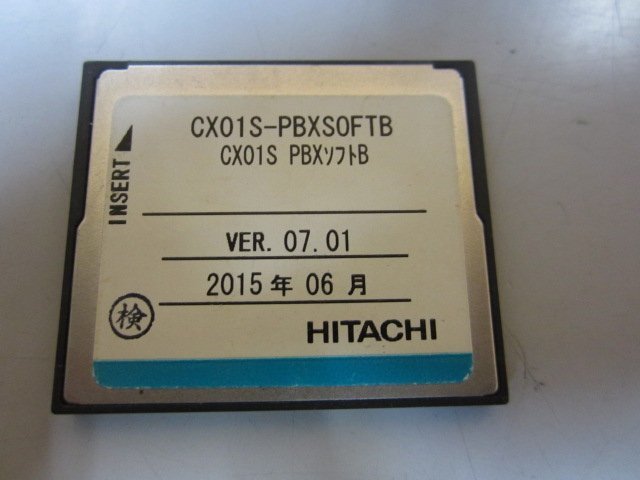 CX01S-PBXSOFTB
CX01S PBXソフトB
INSERT
VER. 07.01
2015年 06月
検
HITACHI